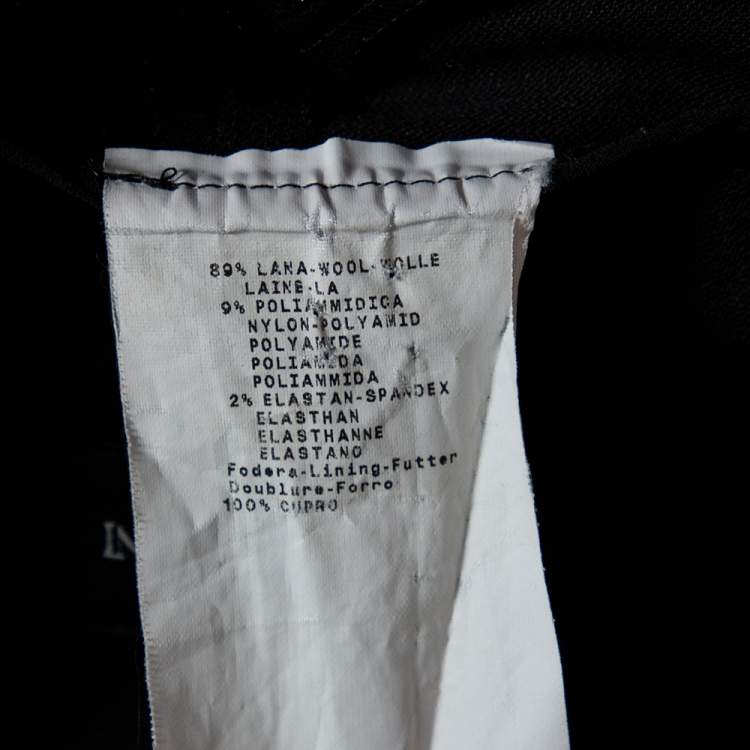 89% LANA-WOOL-WOLLE
LAINE-LA
9% POLIAMMIDICA
NYLON-POLYAMID
POLYAMIDE
POLIAMIDA
POLIAMMIDA
2% ELASTAN-SPANDEX
ELASTHAN
ELASTHANNE
ELASTANO
Fodera-Lining-Futter
Doublure-Forro
100% CUPRO